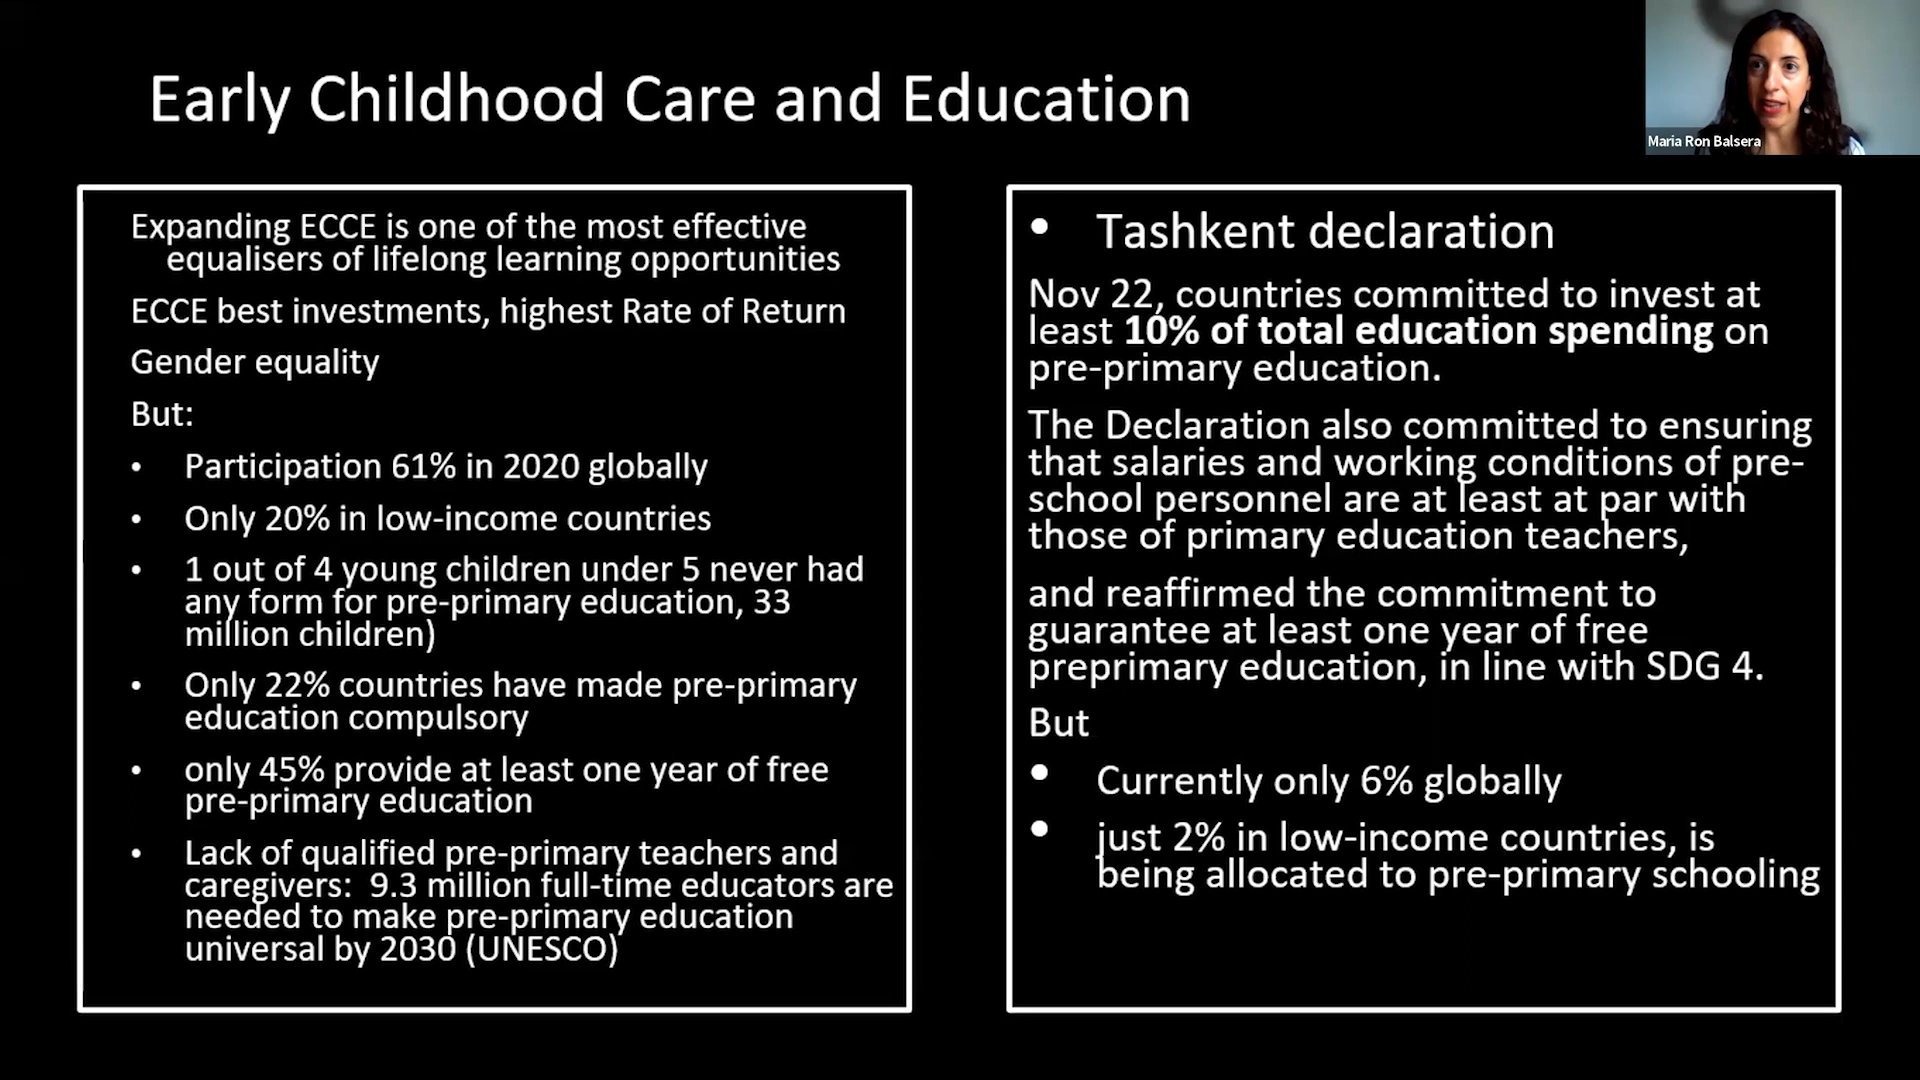 Early Childhood Care and Education
Maria Ron Balsera
Expanding ECCE is one of the most effective
equalisers of lifelong learning opportunities
ECCE best investments, highest Rate of Return
Gender equality
But:
• Participation 61% in 2020 globally
• Only 20% in low-income countries
• 1 out of 4 young children under 5 never had
any form for pre-primary education, 33
million children)
• Only 22% countries have made pre-primary
education compulsory
• only 45% provide at least one year of free
pre-primary education
• Lack of qualified pre-primary teachers and
caregivers: 9.3 million full-time educators are
needed to make pre-primary education
universal by 2030 (UNESCO)
• Tashkent declaration
Nov 22, countries committed to invest at
least 10% of total education spending on
pre-primary education.
The Declaration also committed to ensuring
that salaries and working conditions of pre-
school personnel are at least at par with
those of primary education teachers,
and reaffirmed the commitment to
guarantee at least one year of free
preprimary education, in line with SDG 4.
But
• Currently only 6% globally
• just 2% in low-income countries, is
being allocated to pre-primary schooling